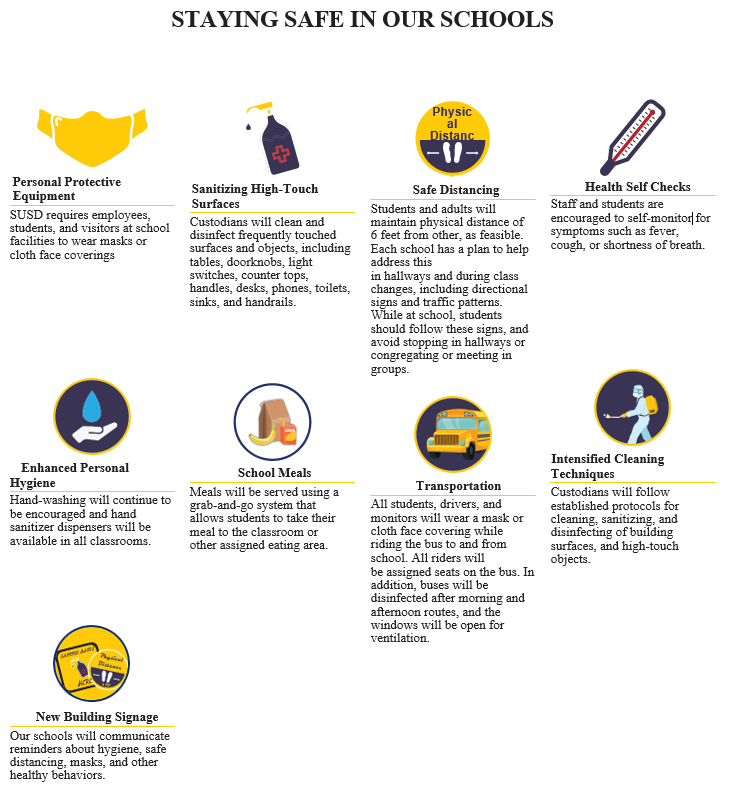 STAYING SAFE IN OUR SCHOOLS
Personal Protective
Equipment
SUSD requires employees,
students, and visitors at school
facilities to wear masks or
cloth face coverings
Sanitizing High-Touch
Surfaces
Custodians will clean and
disinfect frequently touched
surfaces and objects, including
tables, doorknobs, light
switches, counter tops,
handles, desks, phones, toilets,
sinks, and handrails.
Physic
al
Distanc
Safe Distancing
Students and adults will
maintain physical distance of
6 feet from other, as feasible.
Each school has a plan to help
address this
in hallways and during class
changes, including directional
signs and traffic patterns.
While at school, students
should follow these signs, and
avoid stopping in hallways or
congregating or meeting in
groups.
Health Self Checks
Staff and students are
encouraged to self-monitor for
symptoms such as fever,
cough, or shortness of breath.
Enhanced Personal
Hygiene
Hand-washing will continue to
be encouraged and hand
sanitizer dispensers will be
available in all classrooms.
School Meals
Meals will be served using a
grab-and-go system that
allows students to take their
meal to the classroom or
other assigned eating area.
Transportation
All students, drivers, and
monitors will wear a mask or
cloth face covering while
riding the bus to and from
school. All riders will
be assigned seats on the bus. In
addition, buses will be
disinfected after morning and
afternoon routes, and the
windows will be open for
ventilation.
Intensified Cleaning
Techniques
Custodians will follow
established protocols for
cleaning, sanitizing, and
disinfecting of building
surfaces, and high-touch
objects.
Physical
Distance
New Building Signage
Our schools will communicate
reminders about hygiene, safe
distancing, masks, and other
healthy behaviors.